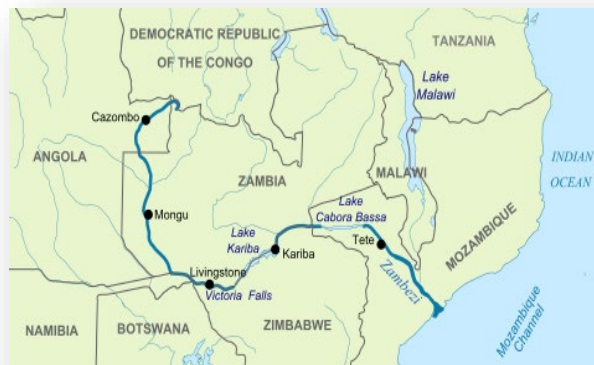 DEMOCRATIC REPUBLIC
OF THE CONGO
TANZANIA
Lake
Malawi
Cazombo
ANGOLA
INDIAN
OCEAN
ZAMBIA
MALAWI
Mongu
Lake
Cabora Bassa
MOZAMBIQUE
Lake
Kariba
Kariba
Tete
Zambezi
Livingstone
Victoria Falls
NAMIBIA
BOTSWANA
ZIMBABWE
Mozambique
Channel